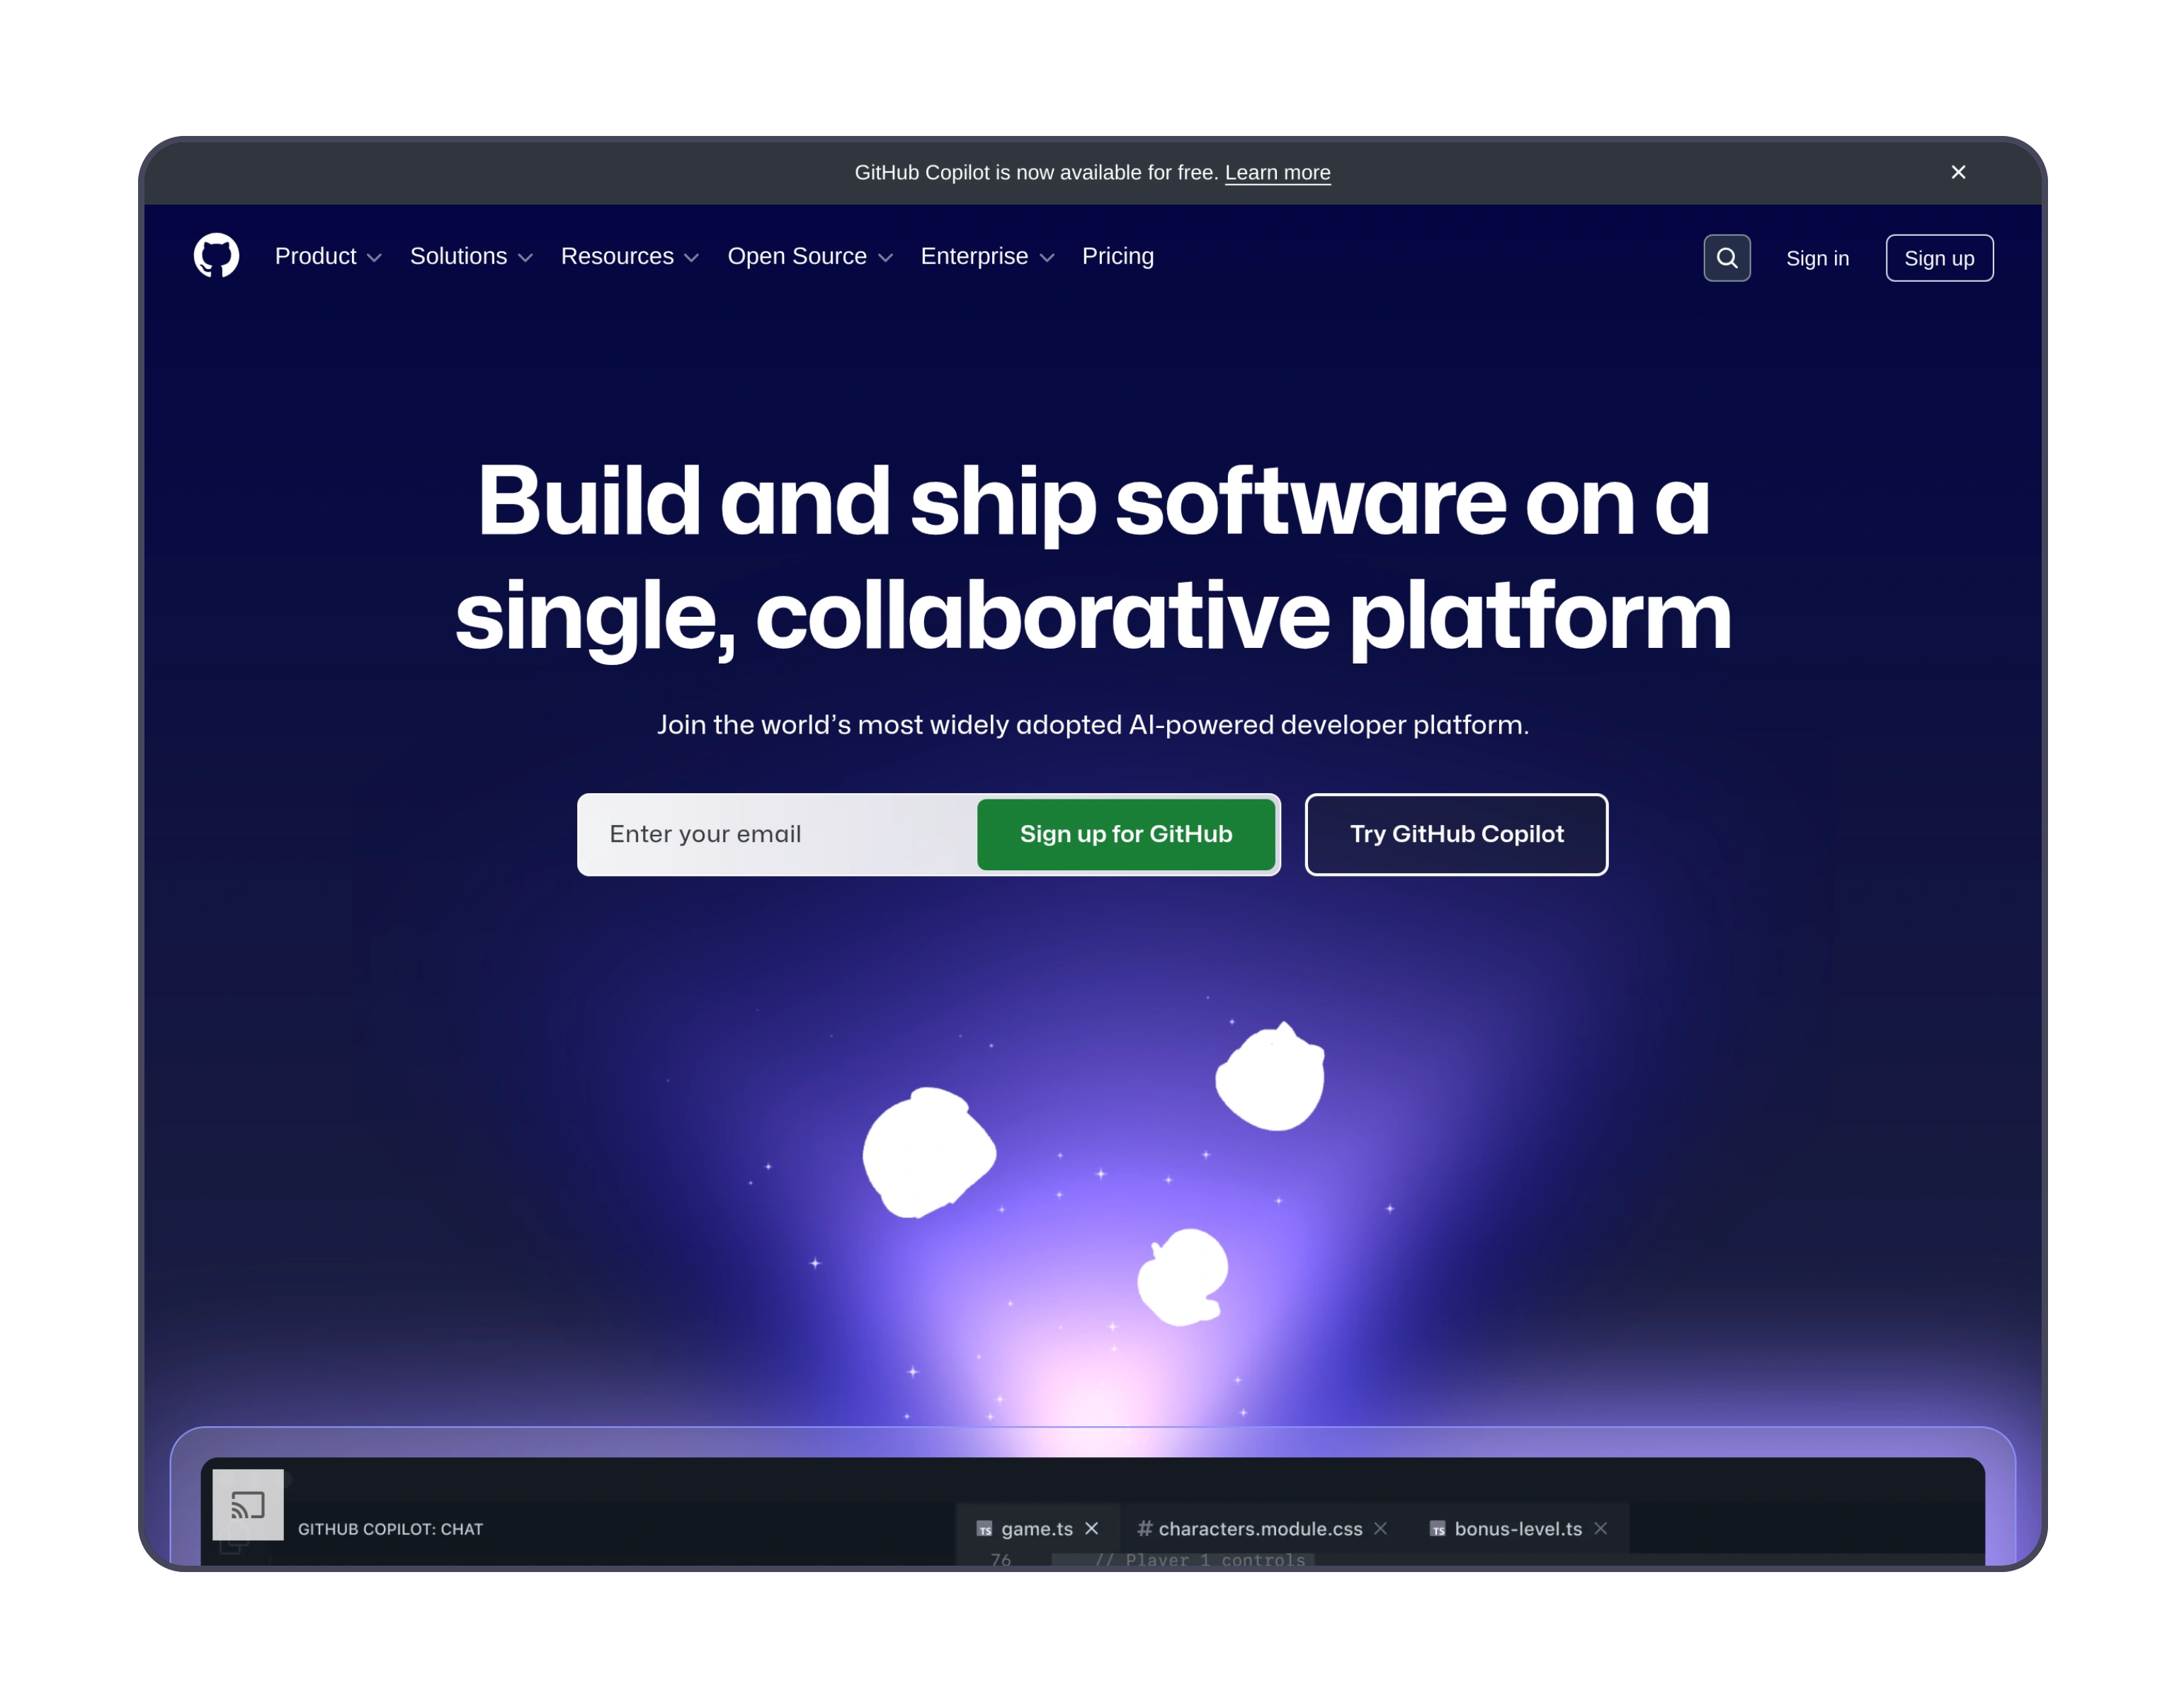 GitHub Copilot is now available for free. Learn more
Product Solutions Resources Open Source Enterprise Pricing Sign in Sign up
Build and ship software on a
single, collaborative platform
Join the world’s most widely adopted AI-powered developer platform.
Enter your email Sign up for GitHub Try GitHub Copilot
GITHUB COPILOT: CHAT TS game.ts # characters.module.css TS bonus-level.ts
76 // Player 1 controls